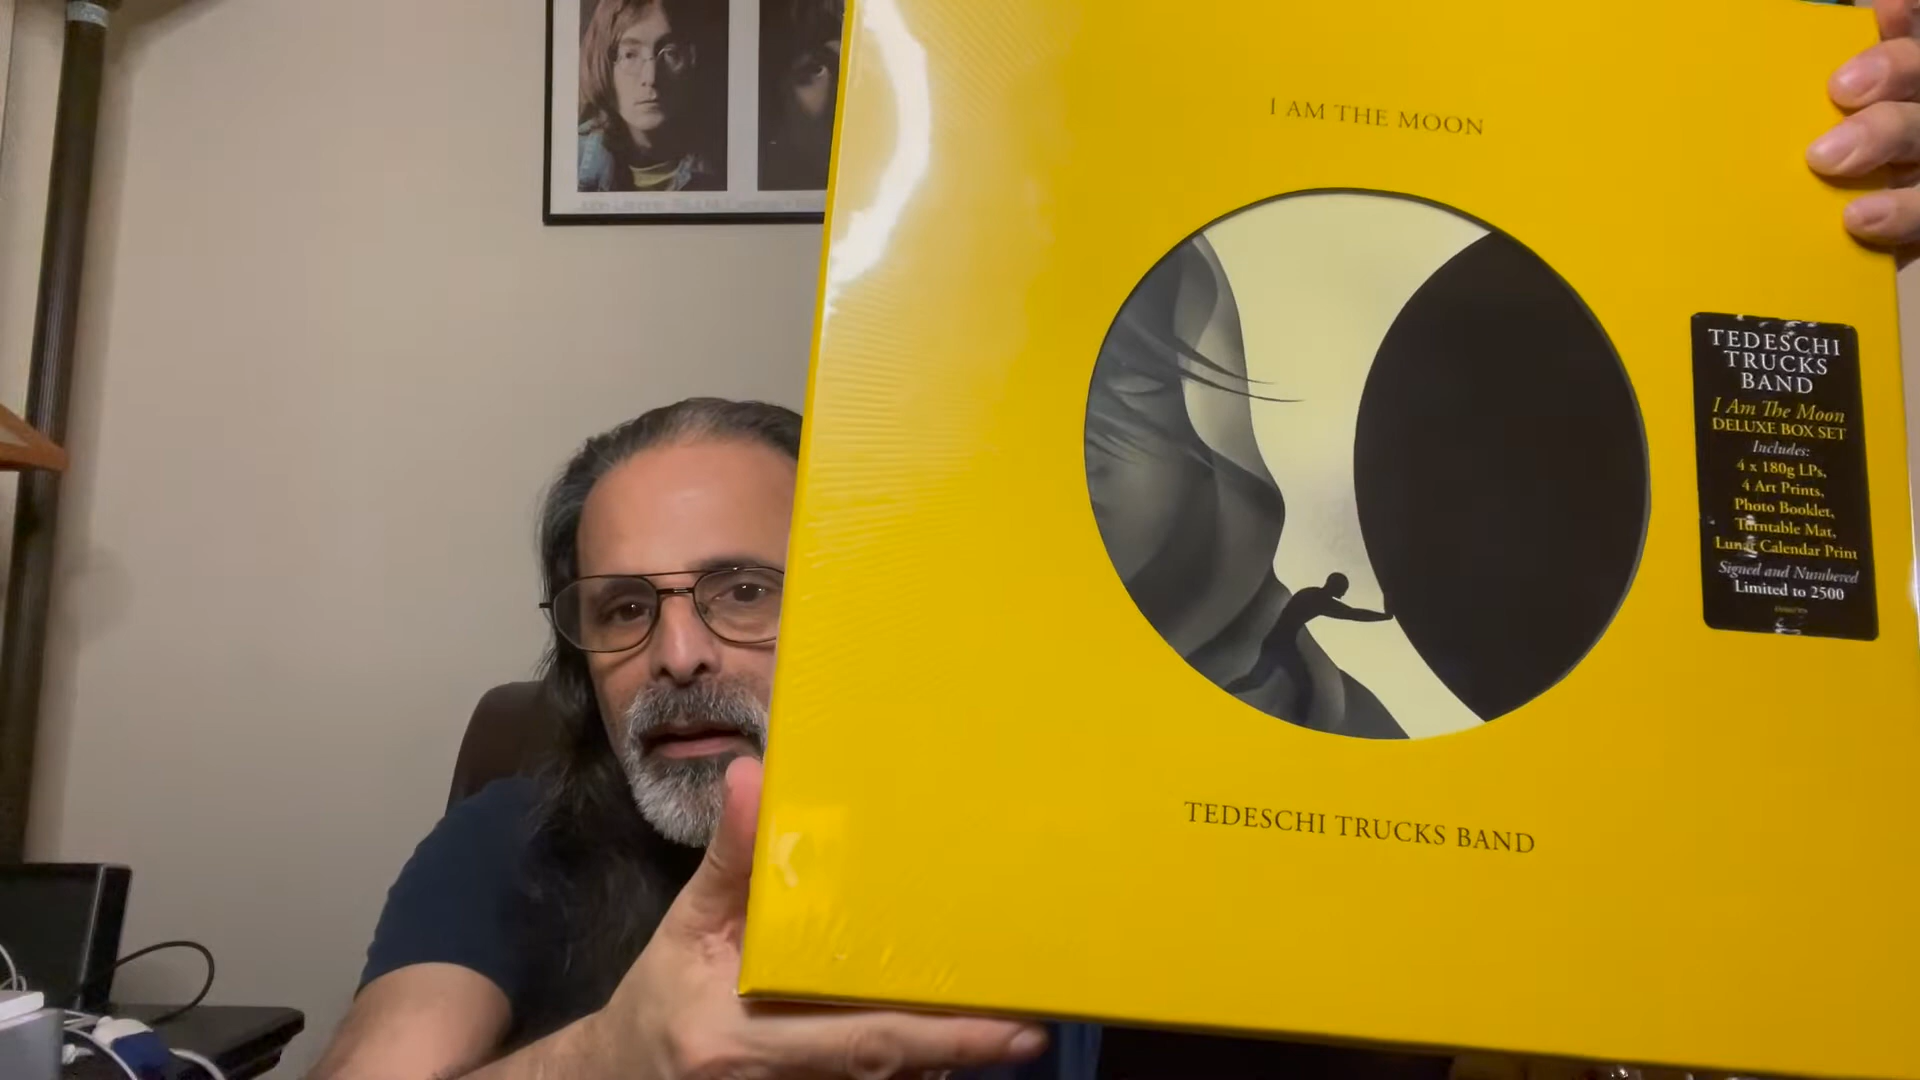 I AM THE MOON
TEDESCHI TRUCKS BAND
TEDESCHI
TRUCKS
BAND
I Am The Moon
DELUXE BOX SET
Includes:
4 x 180g LPs,
4 Art Prints,
Photo Booklet,
Turntable Mat,
Lunar Calendar Print
Signed and Numbered
Limited to 2500